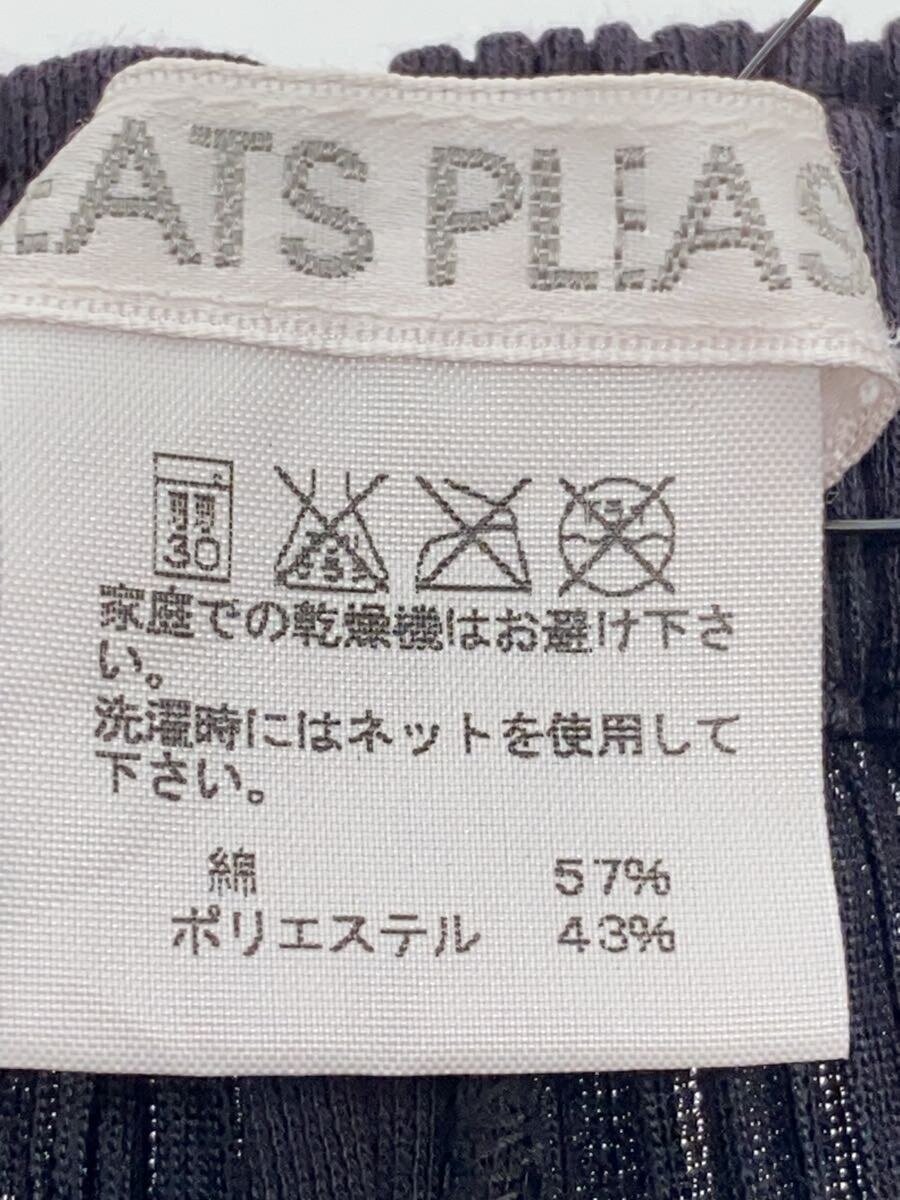 EATS PLEAS
弱
30
家庭での乾燥機はお避け下さ
い。
洗濯時にはネットを使用して
下さい。
綿 57%
ポリエステル 43%